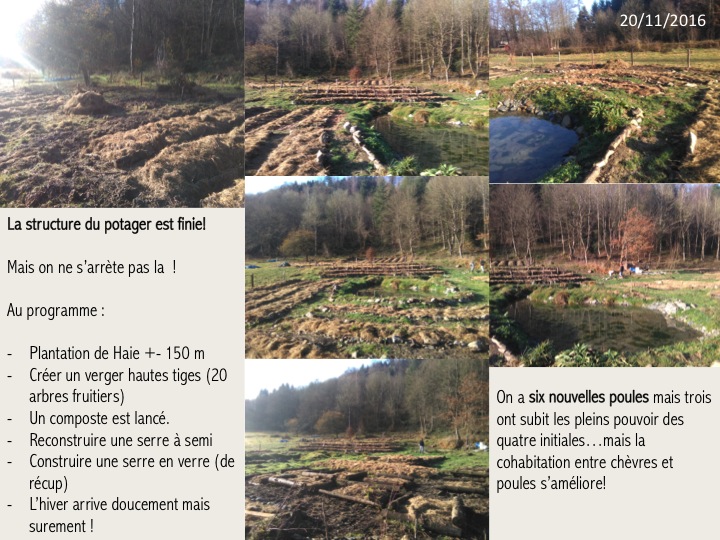 20/11/2016
La structure du potager est finie!
Mais on ne s’arrète pas la !
Au programme :
- Plantation de Haie +- 150 m
- Créer un verger hautes tiges (20
arbres fruitiers)
- Un composte est lancé.
- Reconstruire une serre à semi
- Construire une serre en verre (de
récup)
- L’hiver arrive doucement mais
surement !
On a six nouvelles poules mais trois
ont subit les pleins pouvoir des
quatre initiales…mais la
cohabitation entre chèvres et
poules s’améliore!